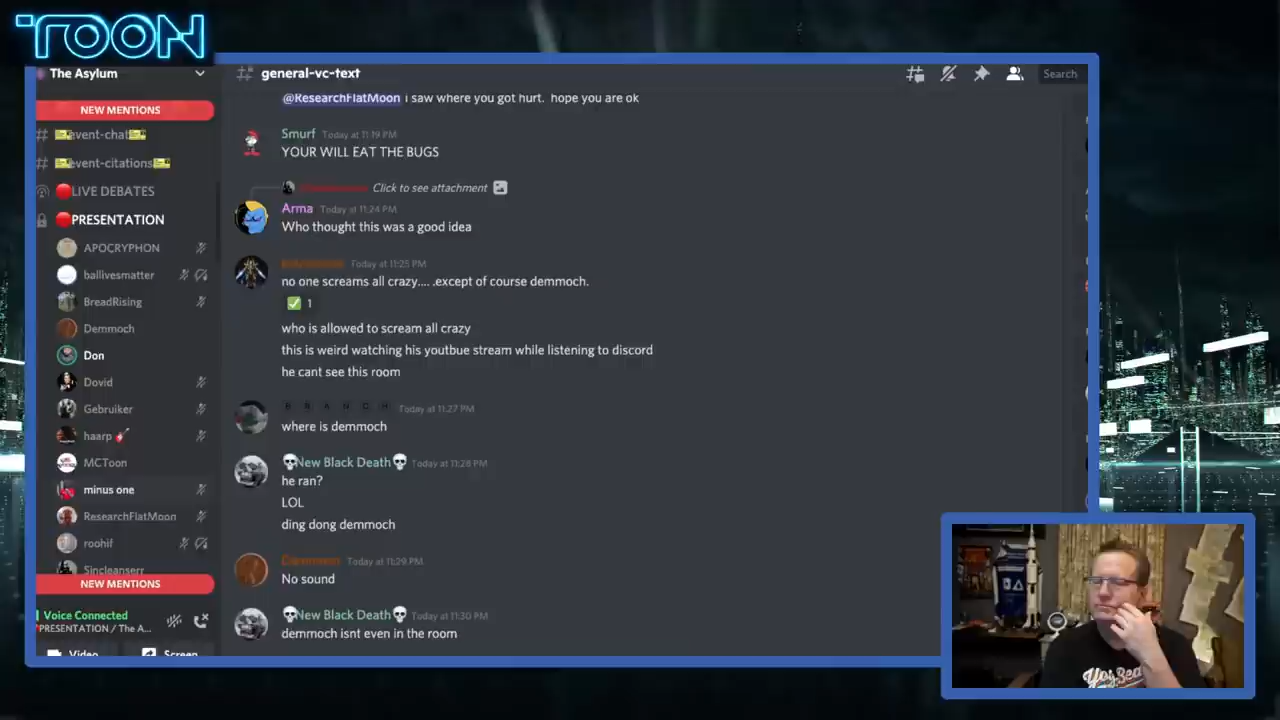 TOON
The Asylum
NEW MENTIONS
event-chat
event-citations
LIVE DEBATES
PRESENTATION
APOCRYPHON
ballivesmatter
BreadRising
Demmoch
Don
Dovid
Gebruiker
haarp
MCToon
minus one
ResearchFlatMoon
roohif
Sincleanserr
NEW MENTIONS
Voice Connected
PRESENTATION / The A...
Video
Screen
general-vc-text
Search
@ResearchFlatMoon i saw where you got hurt. hope you are ok
Smurf Today at 11:19 PM
YOUR WILL EAT THE BUGS
Click to see attachment
Arma Today at 11:24 PM
Who thought this was a good idea
Today at 11:25 PM
no one screams all crazy.... .except of course demmoch.
1
who is allowed to scream all crazy
this is weird watching his youtbue stream while listening to discord
he cant see this room
B R A N C H Today at 11:27 PM
where is demmoch
New Black Death Today at 11:28 PM
he ran?
LOL
ding dong demmoch
Demmoch Today at 11:29 PM
No sound
New Black Death Today at 11:30 PM
demmoch isnt even in the room